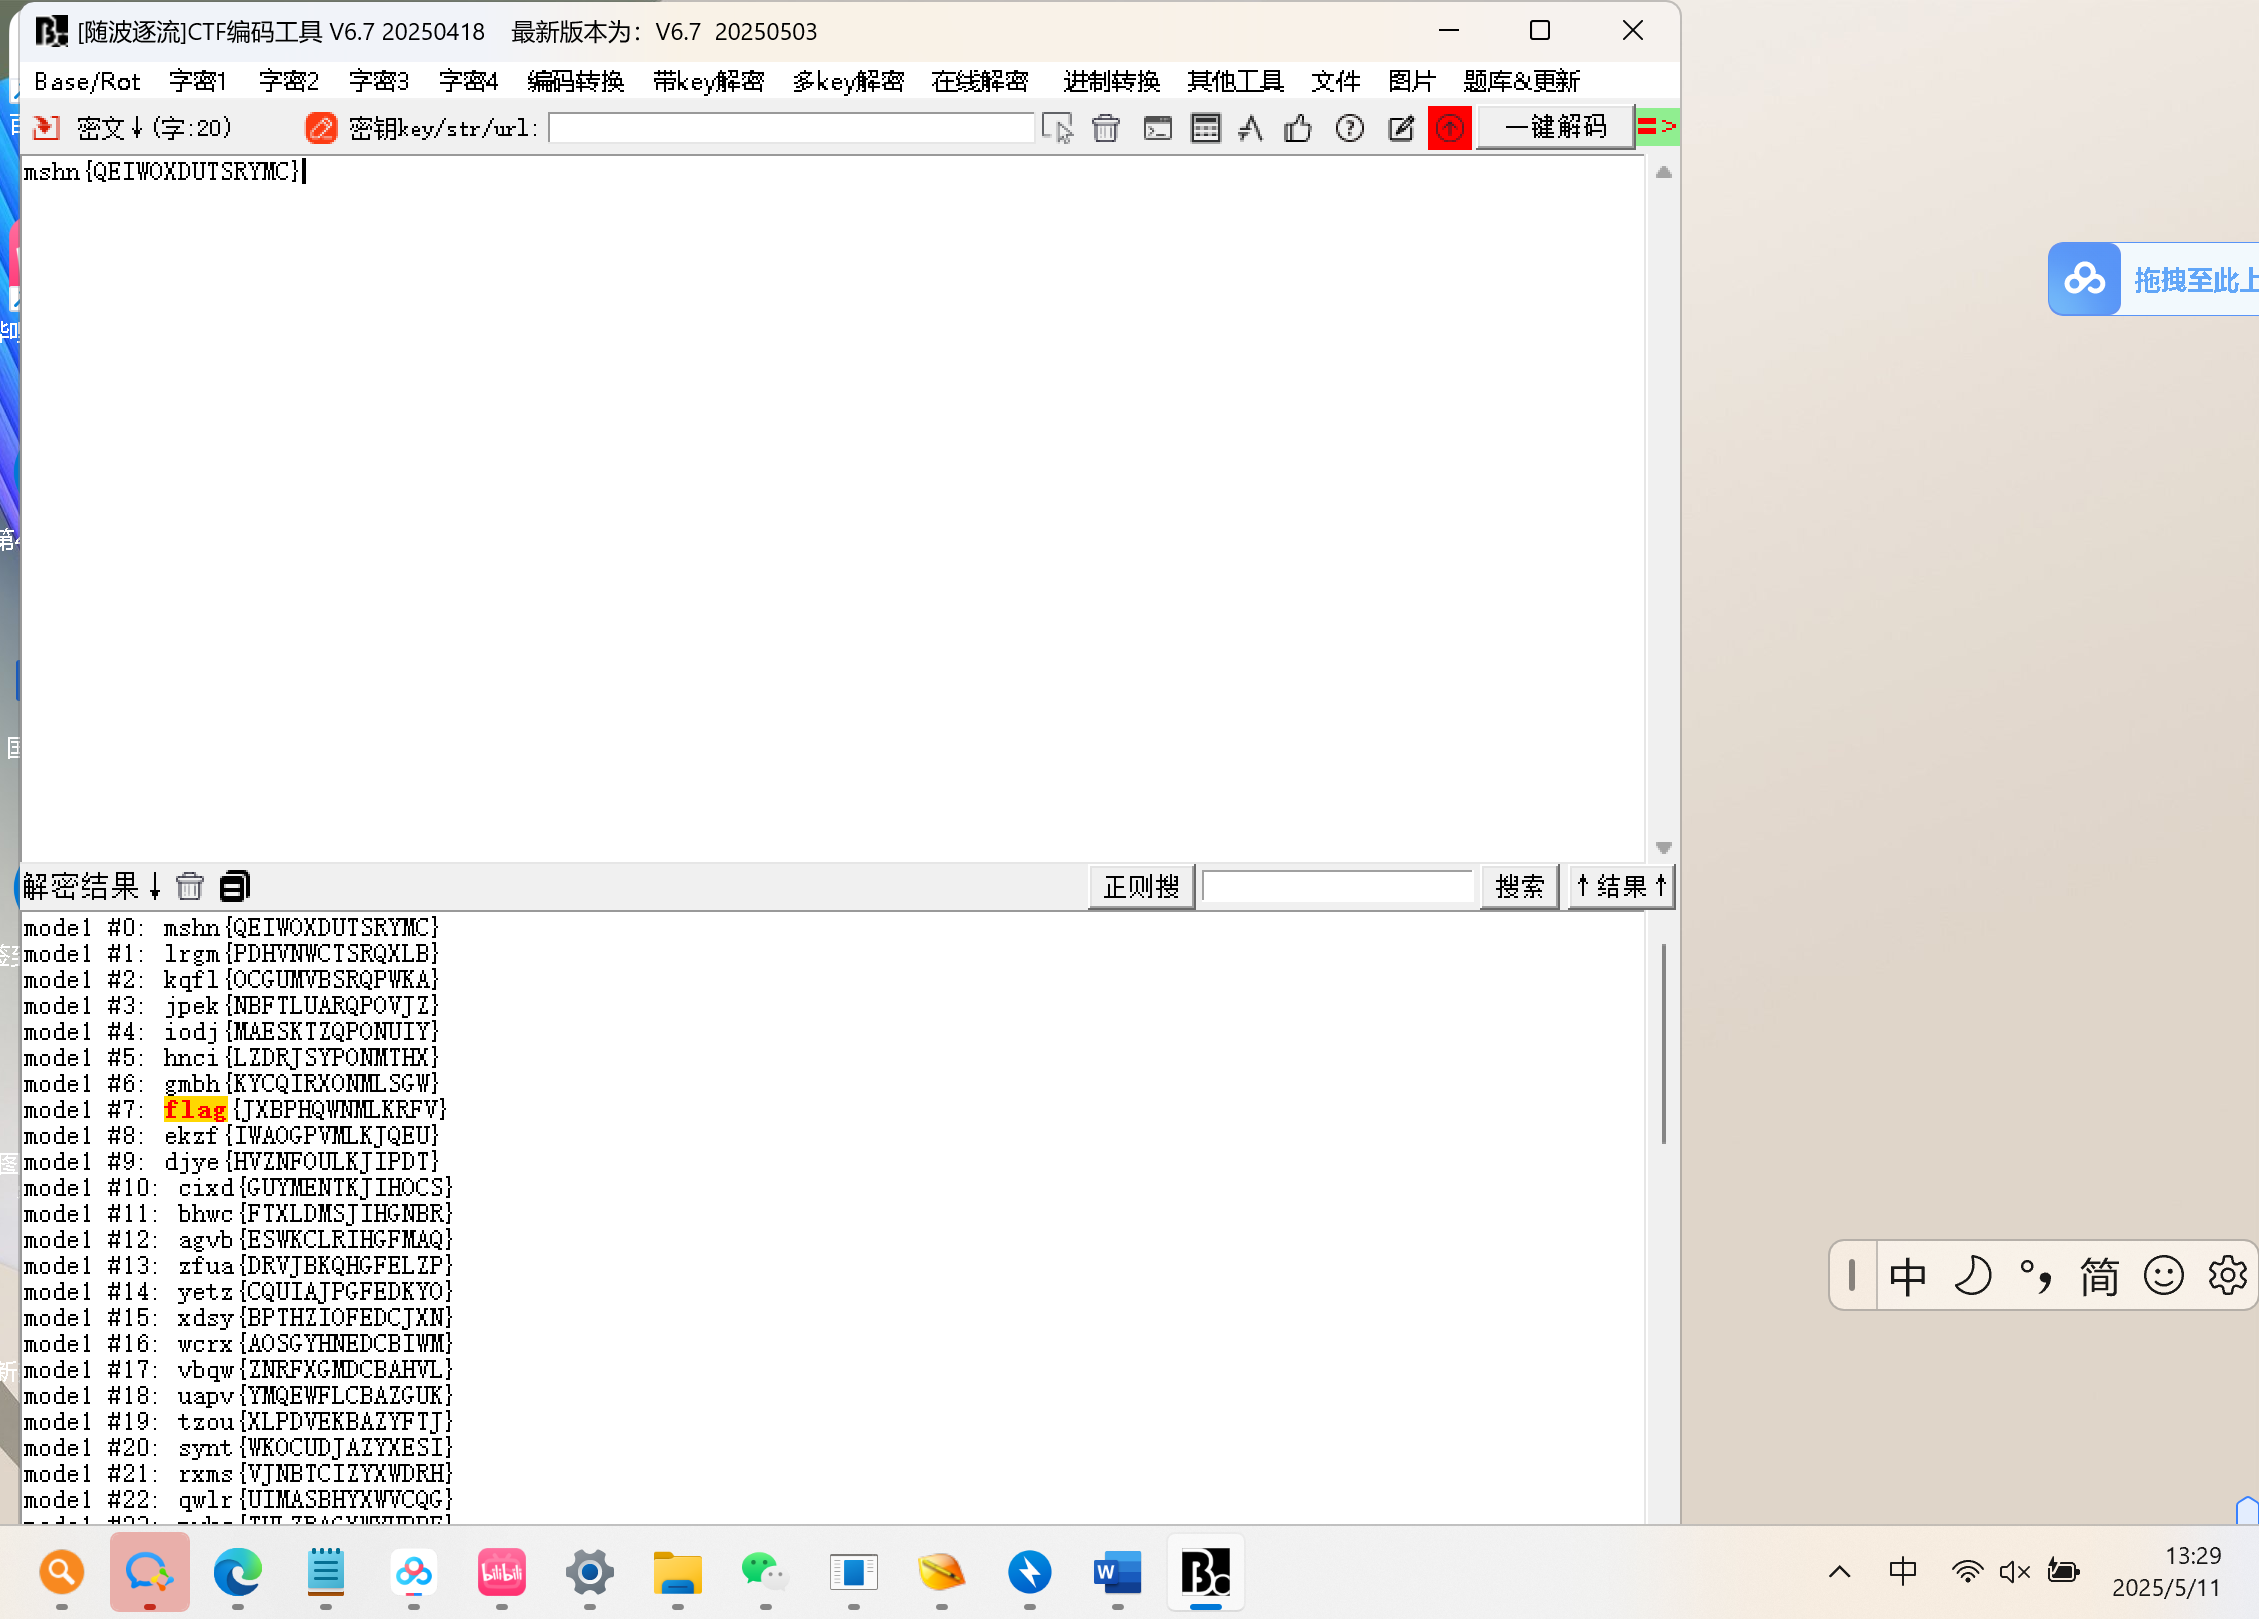 [随波逐流]CTF编码工具 V6.7 20250418 最新版本为：V6.7 20250503
Base/Rot 字密1 字密2 字密3 字密4 编码转换 带key解密 多key解密 在线解密 进制转换 其他工具 文件 图片 题库&更新
密文↓(字:20) 密钥key/str/url: 一键解码 =>
mshn{QEIWOXDUTSRYMC}
拖拽至此上
解密结果↓ 正则搜 搜索 ↑结果↑
model #0: mshn{QEIWOXDUTSRYMC}
model #1: lrgm{PDHVNWCTSRQXLB}
model #2: kqfl{OCGUMVBSRQPWKA}
model #3: jpek{NBFTLUARQPOVJZ}
model #4: iodj{MAESKTZQPONUIY}
model #5: hnci{LZDRJSYPONMTHX}
model #6: gmbh{KYCQIRXONMLSGW}
model #7: flag{JXBPHQWNMLKRFV}
model #8: ekzf{IWAOGPVMLKJQEU}
model #9: djye{HVZNFOULKJIPDT}
model #10: cixd{GUYMENTKJIHOCS}
model #11: bhwc{FTXLDMSJIHGNBR}
model #12: agvb{ESWKCLRIHGFMAQ}
model #13: zfua{DRVJBKQHGFELZP}
model #14: yetz{CQUIAJPGFEDKYO}
model #15: xdsy{BPTHZIOFEDCJXN}
model #16: wcrx{AOSGYHNEDCBIWM}
model #17: vbqw{ZNRFXGMDCBAHVL}
model #18: uapv{YMQEWFLCBAZGUK}
model #19: tzou{XLPDVEKBAZYFTJ}
model #20: synt{WKOCUDJAZYXESI}
model #21: rxms{VJNBTCIZYXWDRH}
model #22: qwlr{UIMASBHYXWVCQG}
中 °, 简
bilibili
W
中
13:29
2025/5/11